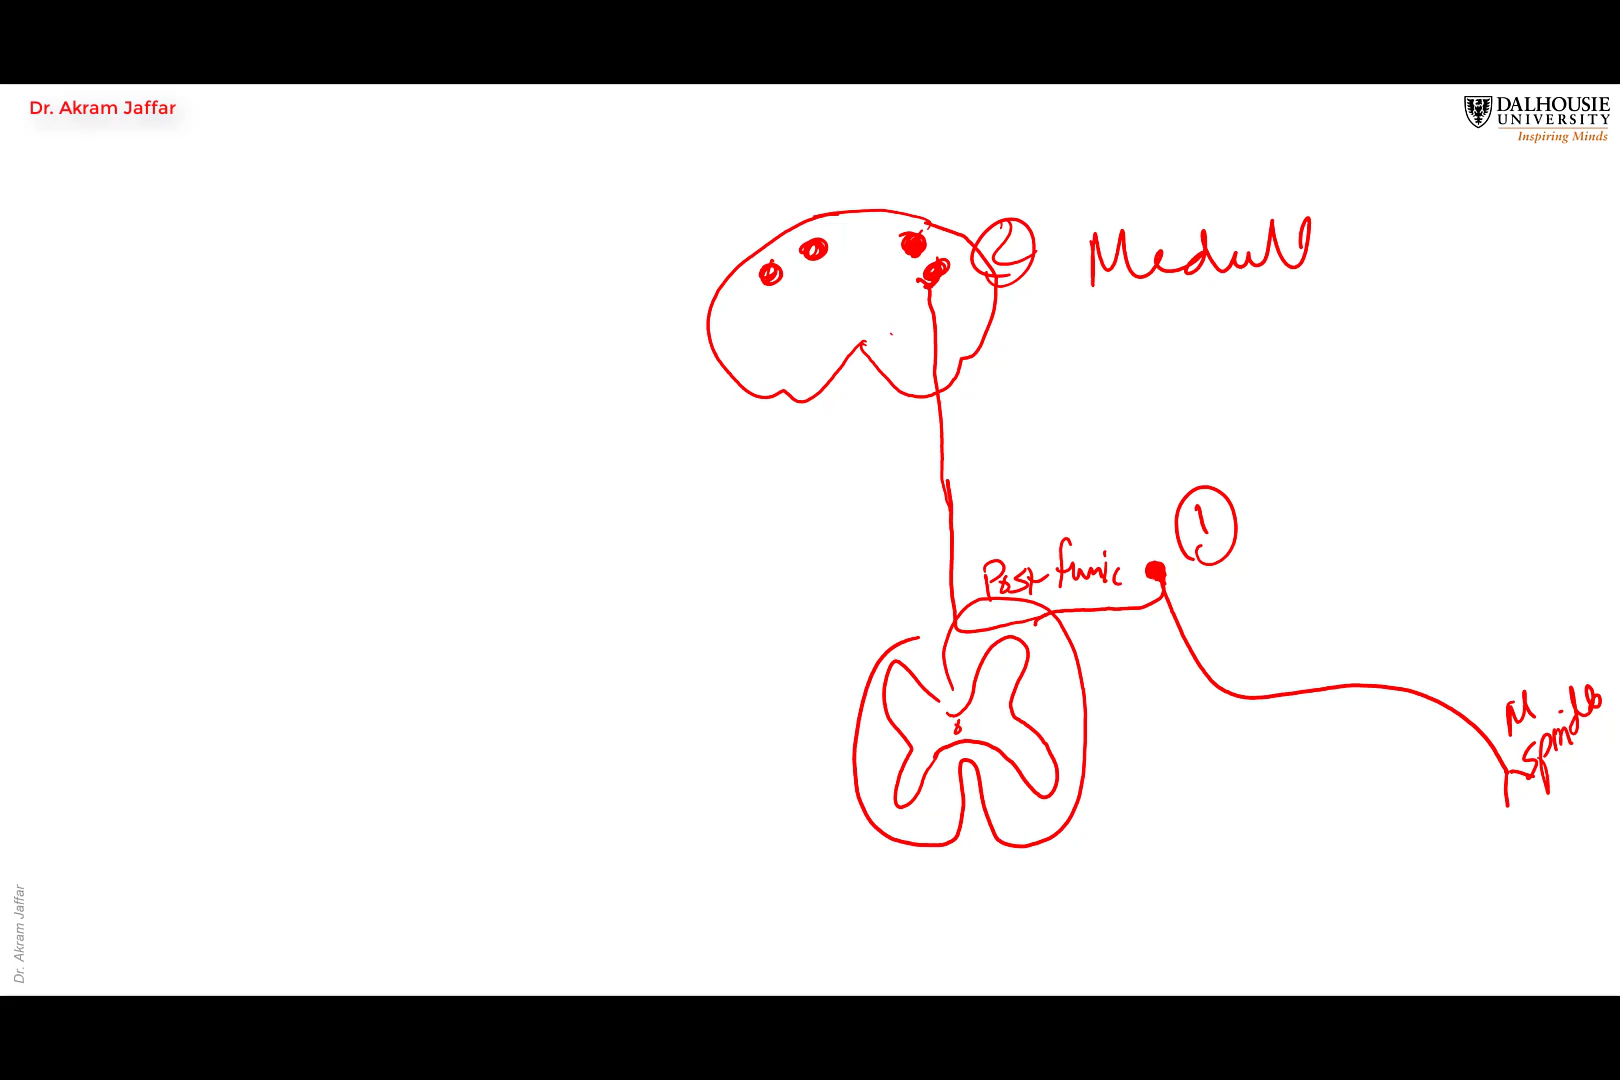 Dr. Akram Jaffar
DALHOUSIE
UNIVERSITY
Inspiring Minds
2
Medull
1
Post funic
M
spindle
Dr. Akram Jaffar